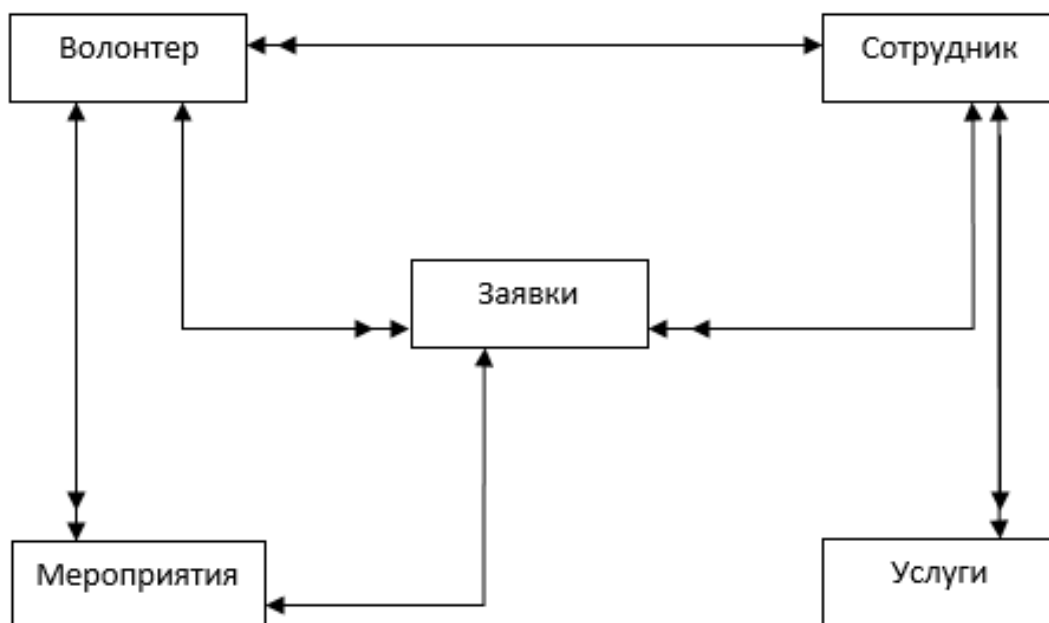 Волонтер
Сотрудник
Заявки
Мероприятия
Услуги